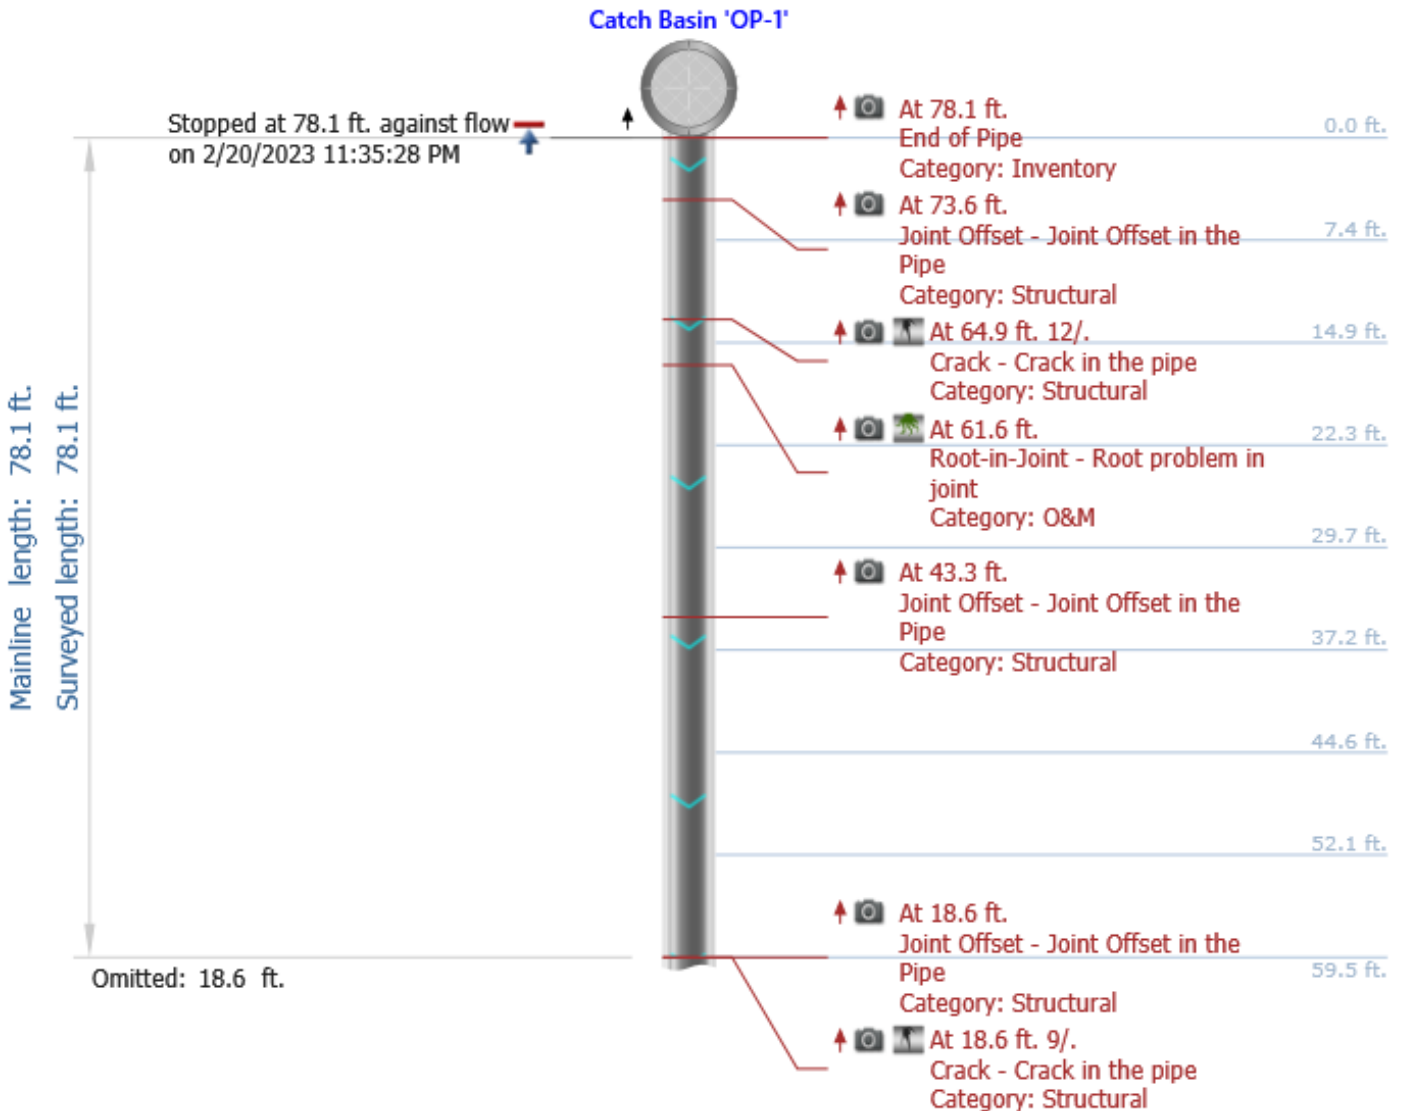 Catch Basin 'OP-1'
Stopped at 78.1 ft. against flow
on 2/20/2023 11:35:28 PM
At 78.1 ft.
End of Pipe
Category: Inventory
0.0 ft.
At 73.6 ft.
Joint Offset - Joint Offset in the
Pipe
Category: Structural
7.4 ft.
At 64.9 ft. 12/.
Crack - Crack in the pipe
Category: Structural
14.9 ft.
At 61.6 ft.
Root-in-Joint - Root problem in
joint
Category: O&M
22.3 ft.
29.7 ft.
At 43.3 ft.
Joint Offset - Joint Offset in the
Pipe
Category: Structural
37.2 ft.
44.6 ft.
52.1 ft.
Mainline length: 78.1 ft.
Surveyed length: 78.1 ft.
At 18.6 ft.
Joint Offset - Joint Offset in the
Pipe
Category: Structural
59.5 ft.
Omitted: 18.6 ft.
At 18.6 ft. 9/.
Crack - Crack in the pipe
Category: Structural